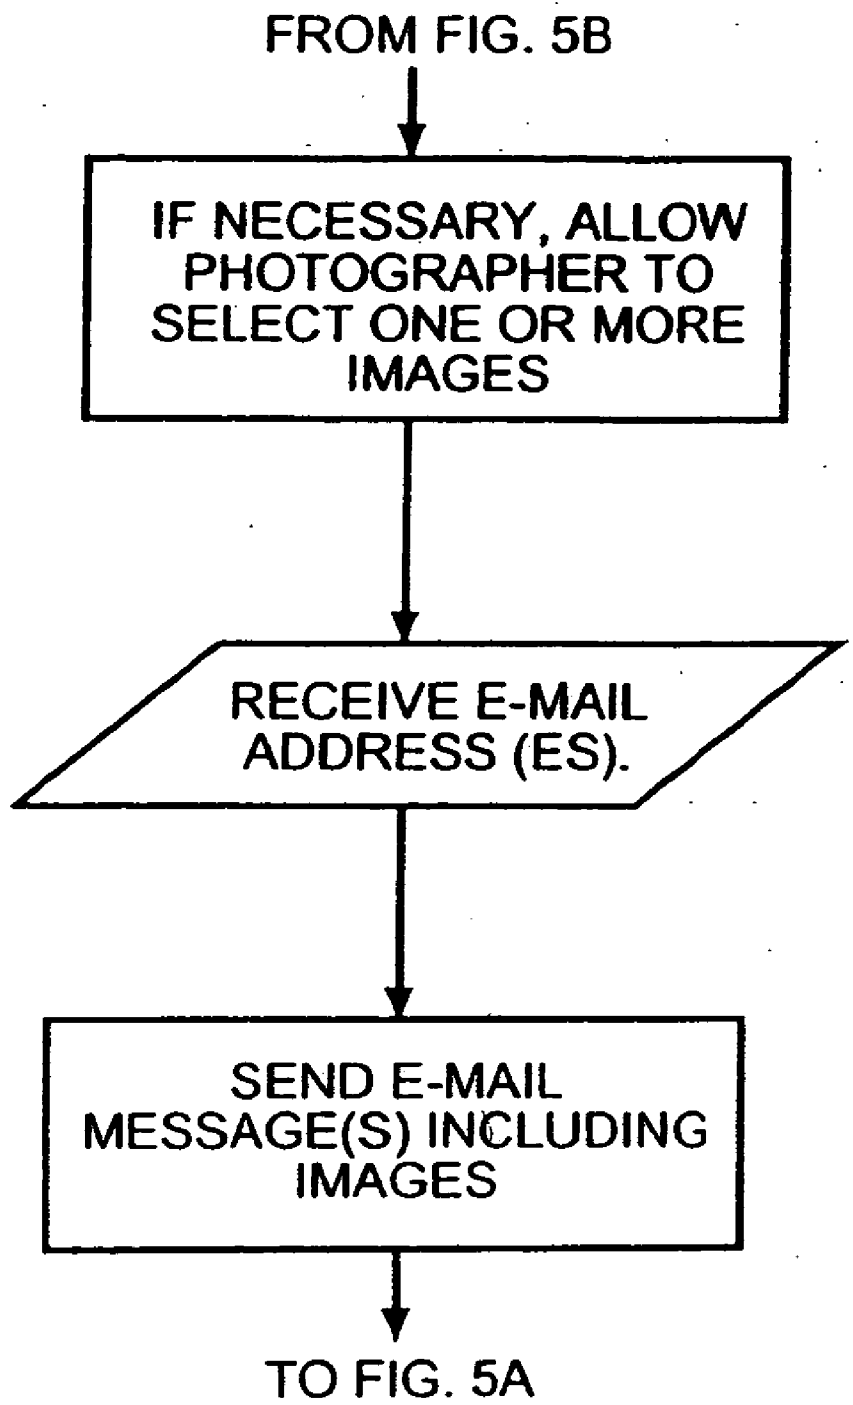 FROM FIG. 5B
IF NECESSARY, ALLOW
PHOTOGRAPHER TO
SELECT ONE OR MORE
IMAGES
RECEIVE E-MAIL
ADDRESS (ES).
SEND E-MAIL
MESSAGE(S) INCLUDING
IMAGES
TO FIG. 5A